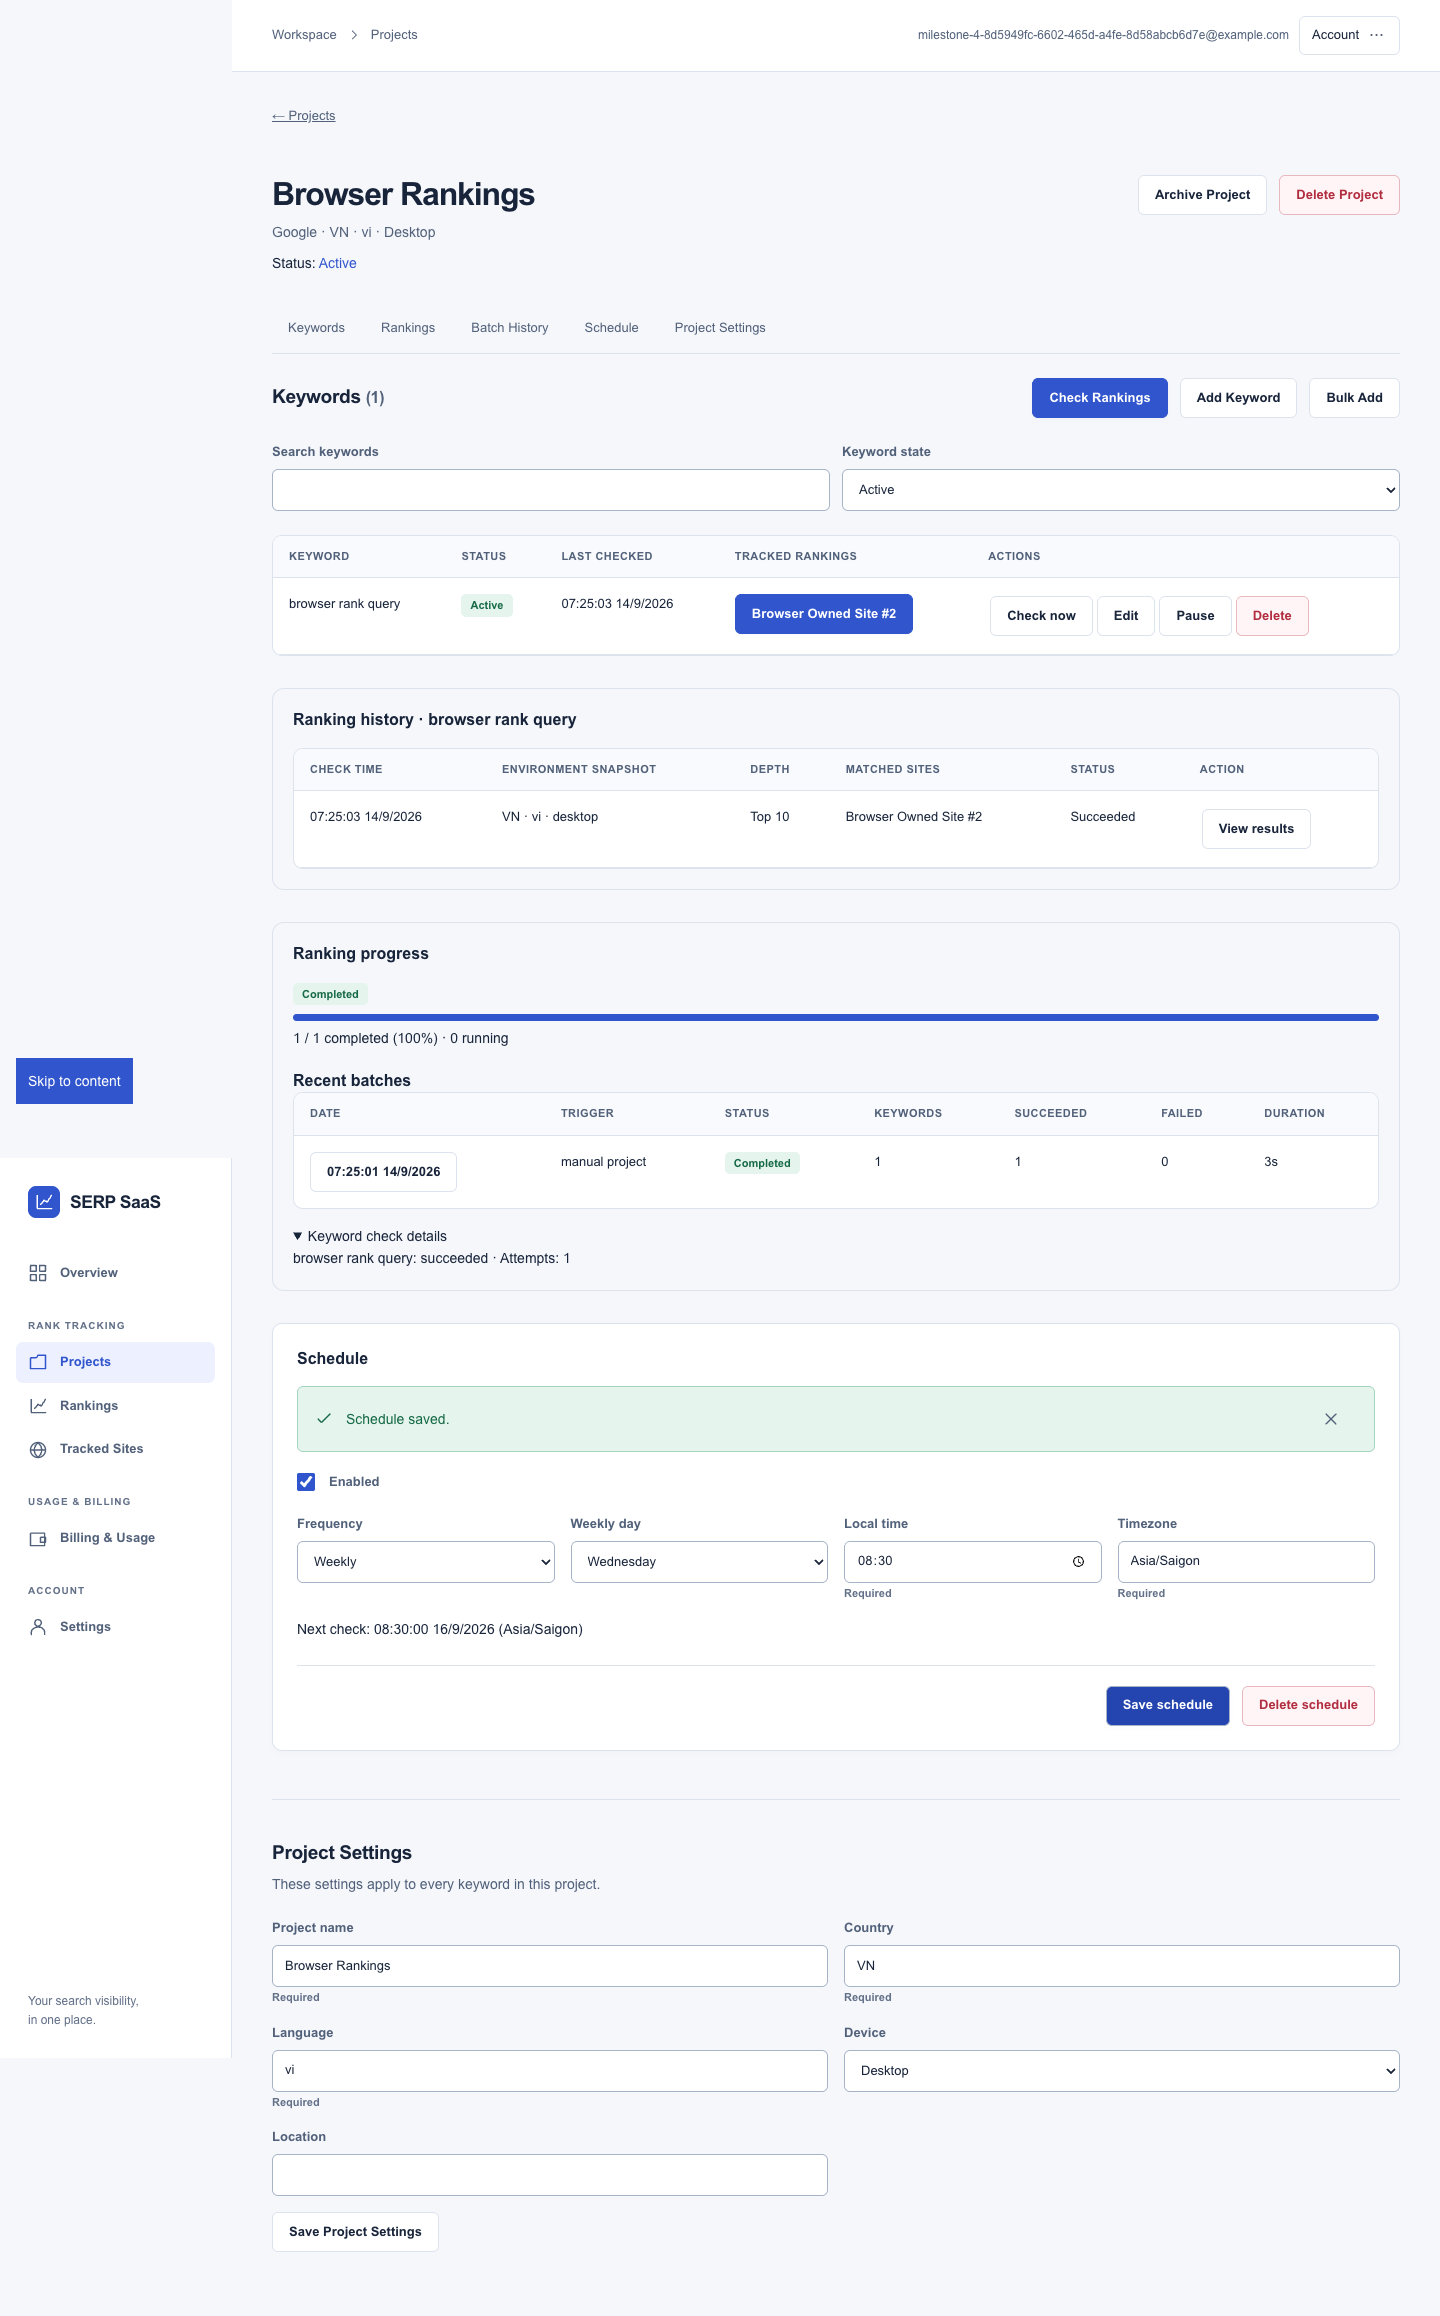 Workspace > Projects
milestone-4-8d5949fc-6602-465d-a4fe-8d58abcb6d7e@example.com
Account ···
← Projects
Browser Rankings
Archive Project
Delete Project
Google · VN · vi · Desktop
Status: Active
Keywords Rankings Batch History Schedule Project Settings
Keywords (1)
Check Rankings
Add Keyword
Bulk Add
Search keywords
Keyword state
Active
KEYWORD STATUS LAST CHECKED TRACKED RANKINGS ACTIONS
browser rank query Active 07:25:03 14/9/2026 Browser Owned Site #2 Check now Edit Pause Delete
Ranking history · browser rank query
CHECK TIME ENVIRONMENT SNAPSHOT DEPTH MATCHED SITES STATUS ACTION
07:25:03 14/9/2026 VN · vi · desktop Top 10 Browser Owned Site #2 Succeeded View results
Ranking progress
Completed
1 / 1 completed (100%) · 0 running
Recent batches
DATE TRIGGER STATUS KEYWORDS SUCCEEDED FAILED DURATION
07:25:01 14/9/2026 manual project Completed 1 1 0 3s
▼ Keyword check details
browser rank query: succeeded · Attempts: 1
Skip to content
SERP SaaS
Overview
RANK TRACKING
Projects
Rankings
Tracked Sites
USAGE & BILLING
Billing & Usage
ACCOUNT
Settings
Your search visibility,
in one place.
Schedule
Schedule saved.
Enabled
Frequency
Weekly
Weekly day
Wednesday
Local time
08:30
Required
Timezone
Asia/Saigon
Required
Next check: 08:30:00 16/9/2026 (Asia/Saigon)
Save schedule
Delete schedule
Project Settings
These settings apply to every keyword in this project.
Project name
Browser Rankings
Required
Country
VN
Required
Language
vi
Required
Device
Desktop
Location
Save Project Settings